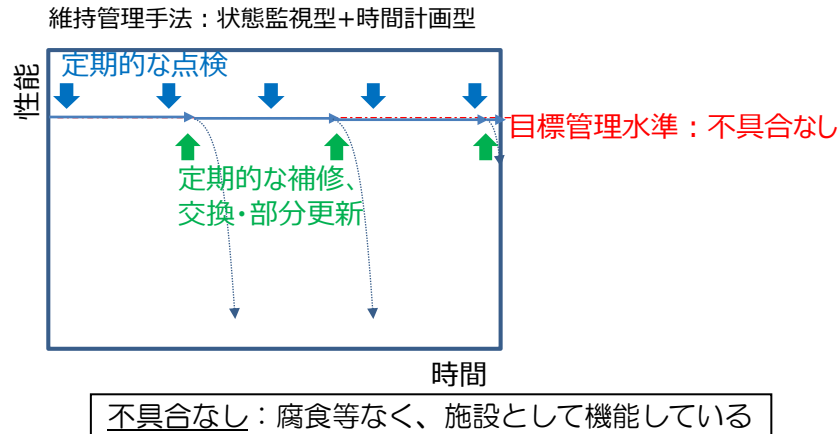 維持管理手法：状態監視型+時間計画型
定期的な点検
性能
目標管理水準：不具合なし
定期的な補修、
交換・部分更新
時間
不具合なし：腐食等なく、施設として機能している